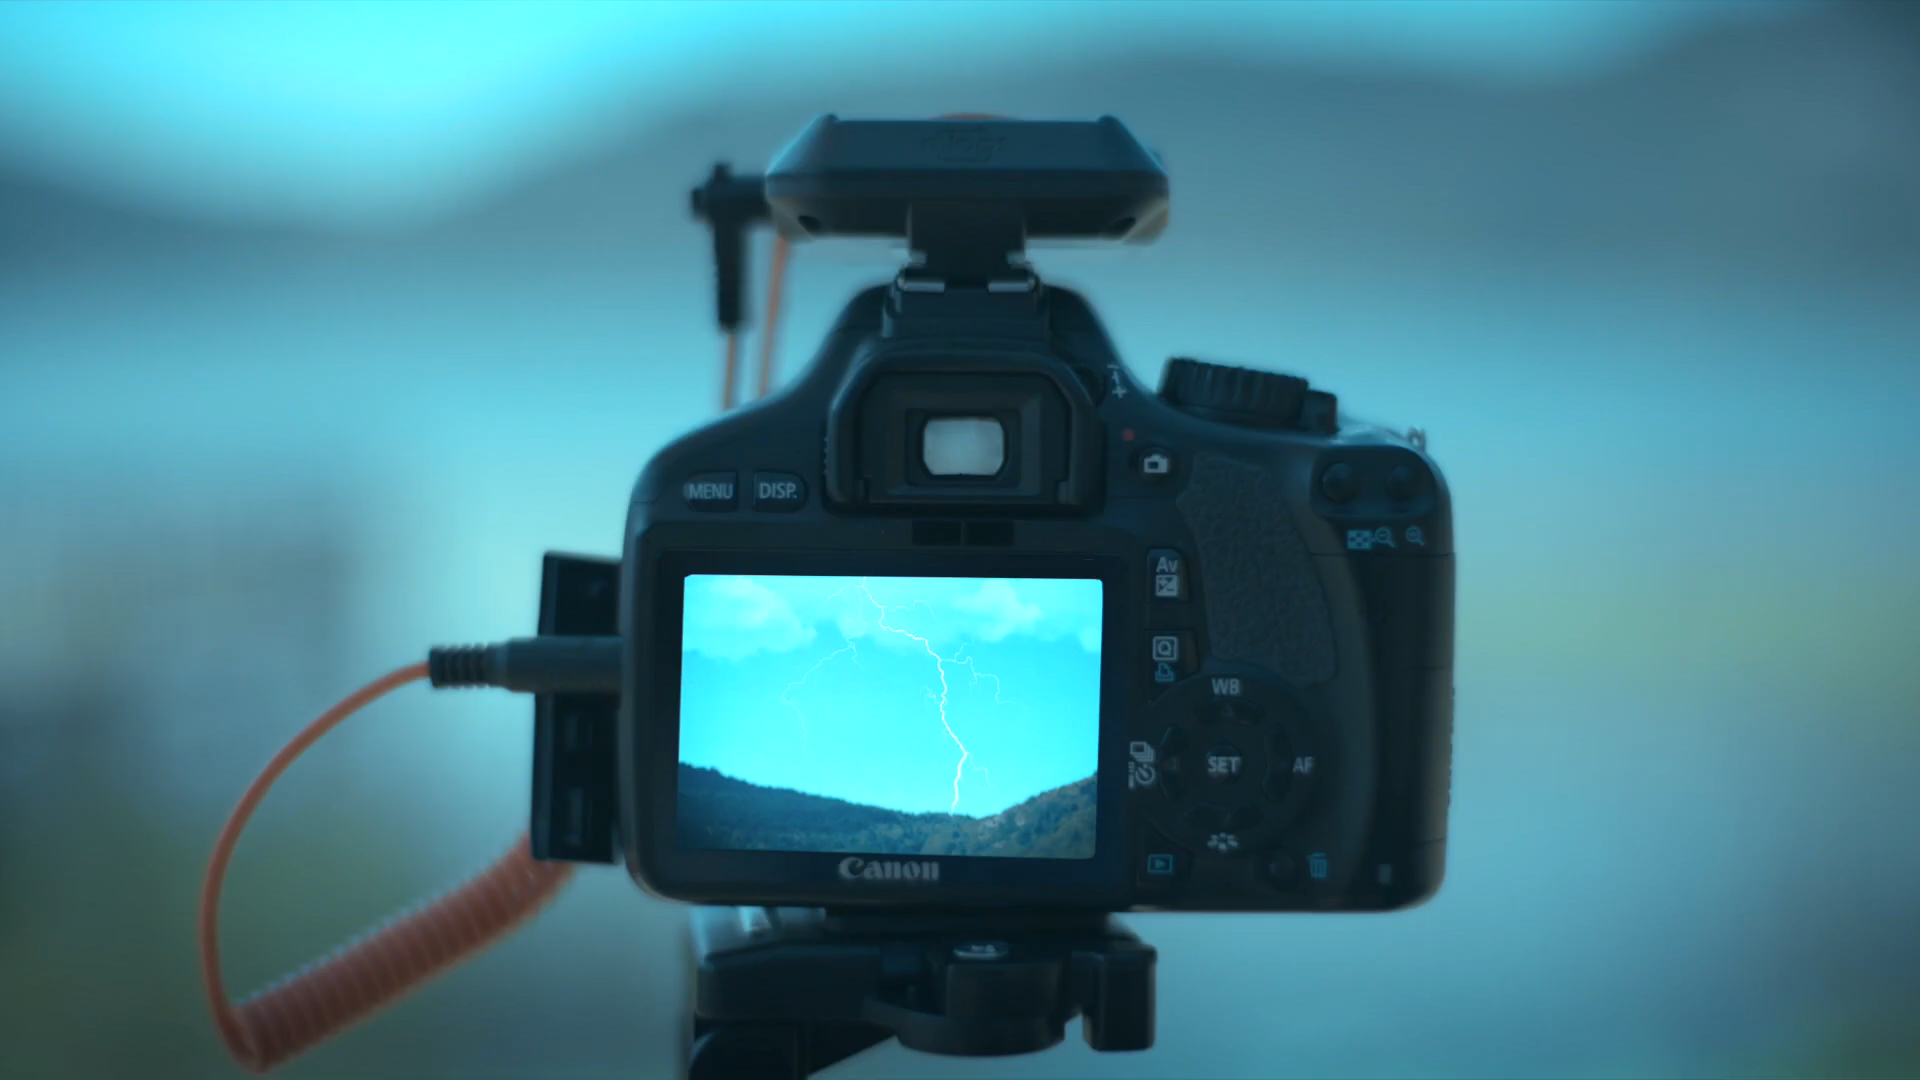 MENU
DISP.
Av
Q
WB
SET
AF
Canon